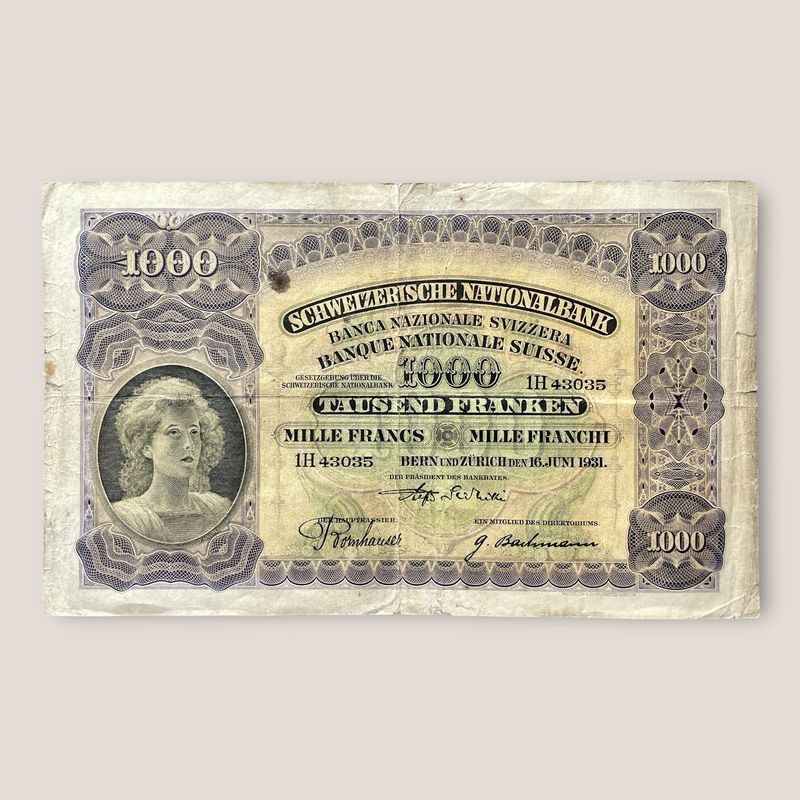 1000
1000
SCHWEIZERISCHE NATIONALBANK
BANCA NAZIONALE SVIZZERA
BANQUE NATIONALE SUISSE.
GESETZGEBUNG ÜBER DIE
SCHWEIZERISCHE NATIONALBANK
1000
1H 43035
TAUSEND FRANKEN
MILLE FRANCS MILLE FRANCHI
1H 43035 BERN UND ZÜRICH DEN 16. JUNI 1931.
DER PRÄSIDENT DES BANKRATES:
DER HAUPTKASSIER: EIN MITGLIED DES DIREKTORIUMS:
Bornhauser G. Bachmann
1000